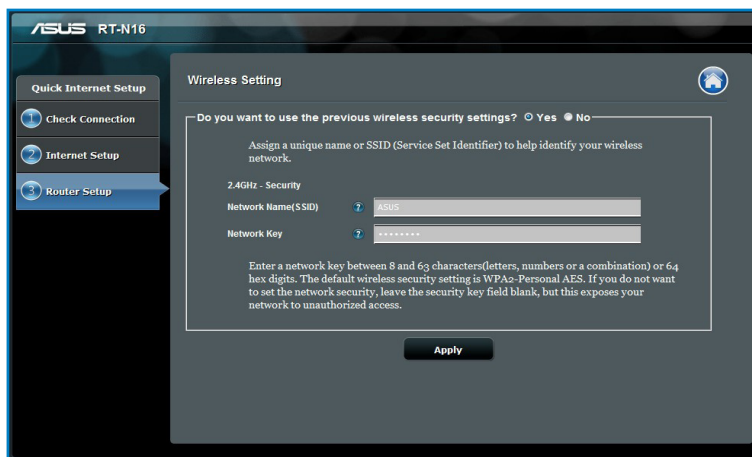 ASUS RT-N16
Quick Internet Setup
1 Check Connection
2 Internet Setup
3 Router Setup
Wireless Setting
Do you want to use the previous wireless security settings? Yes No
Assign a unique name or SSID (Service Set Identifier) to help identify your wireless
network.
2.4GHz - Security
Network Name(SSID) ? ASUS
Network Key ? ········
Enter a network key between 8 and 63 characters(letters, numbers or a combination) or 64
hex digits. The default wireless security setting is WPA2-Personal AES. If you do not want
to set the network security, leave the security key field blank, but this exposes your
network to unauthorized access.
Apply